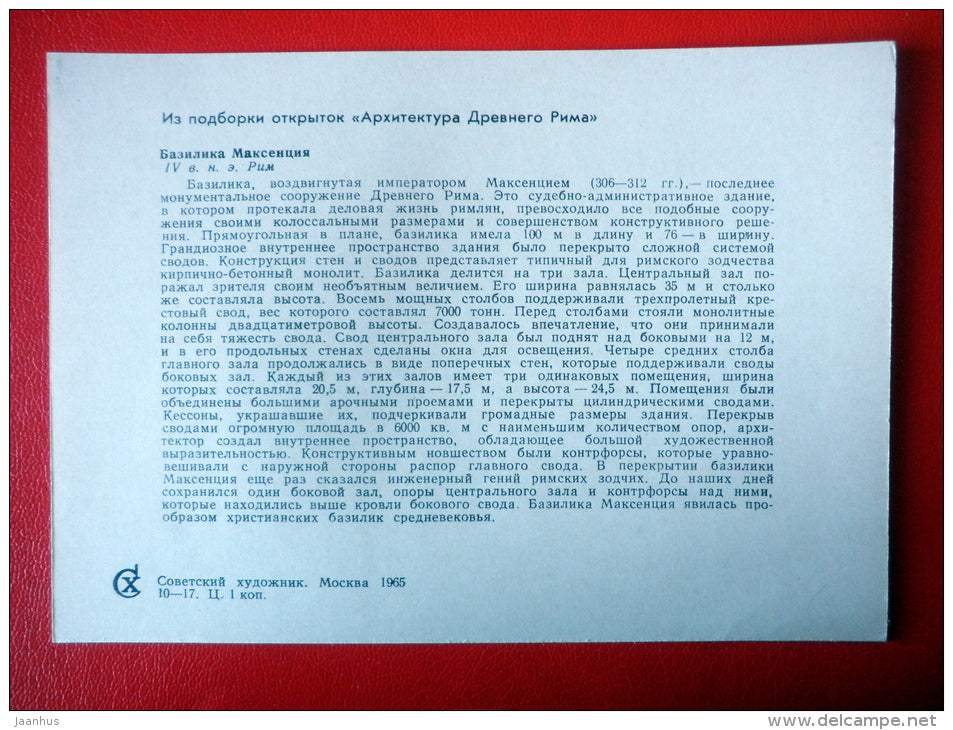 Из подборки открыток «Архитектура Древнего Рима»
Базилика Максенция
IV в. н. э. Рим
Базилика, воздвигнутая императором Максенцием (306—312 гг.),— последнее
монументальное сооружение Древнего Рима. Это судебно-административное здание,
в котором протекала деловая жизнь римлян, превосходило все подобные соору-
жения своими колоссальными размерами и совершенством конструктивного реше-
ния. Прямоугольная в плане, базилика имела 100 м в длину и 76 — в ширину.
Грандиозное внутреннее пространство здания было перекрыто сложной системой
сводов. Конструкция стен и сводов представляет типичный для римского зодчества
кирпично-бетонный монолит. Базилика делится на три зала. Центральный зал по-
ражал зрителя своим необъятным величием. Его ширина равнялась 35 м и столько
же составляла высота. Восемь мощных столбов поддерживали трехпролетный кре-
стовый свод, вес которого составлял 7000 тонн. Перед столбами стояли монолитные
колонны двадцатиметровой высоты. Создавалось впечатление, что они принимали
на себя тяжесть свода. Свод центрального зала был поднят над боковыми на 12 м,
и в его продольных стенах сделаны окна для освещения. Четыре средних столба
главного зала продолжались в виде поперечных стен, которые поддерживали своды
боковых зал. Каждый из этих залов имеет три одинаковых помещения, ширина
которых составляла 20,5 м, глубина — 17,5 м, а высота — 24,5 м. Помещения были
объединены большими арочными проемами и перекрыты цилиндрическими сводами.
Кессоны, украшавшие их, подчеркивали громадные размеры здания. Перекрыв
сводами огромную площадь в 6000 кв. м с наименьшим количеством опор, архи-
тектор создал внутреннее пространство, обладающее большой художественной
выразительностью. Конструктивным новшеством были контрфорсы, которые уравно-
вешивали с наружной стороны распор главного свода. В перекрытии базилики
Максенция еще раз сказался инженерный гений римских зодчих. До наших дней
сохранился один боковой зал, опоры центрального зала и контрфорсы над ними,
которые находились выше кровли бокового свода. Базилика Максенция явилась про-
образом христианских базилик средневековья.
СХ
Советский художник. Москва 1965
10—17. Ц. 1 коп.
jaanhus
www.delcampe.net